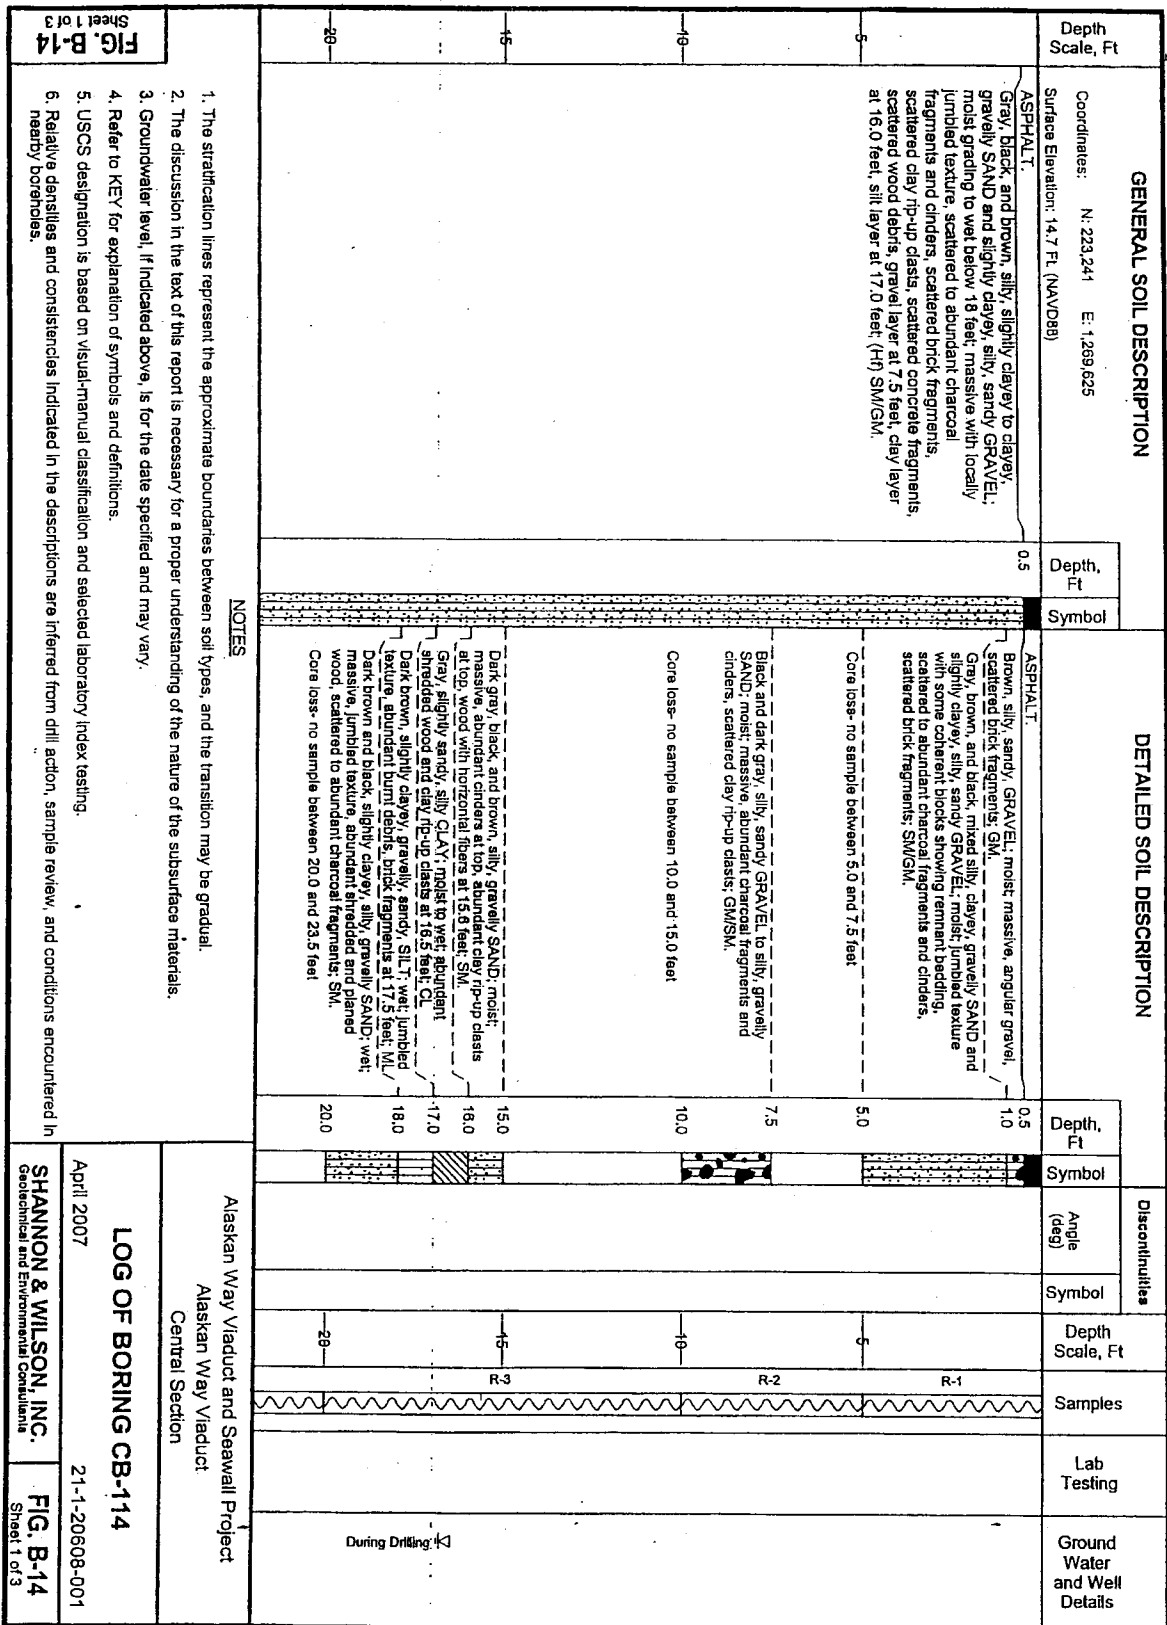 Depth
Scale, Ft
GENERAL SOIL DESCRIPTION
Coordinates: N: 223,241 E: 1,269,625
Surface Elevation: 14.7 Ft. (NAVD88)
Depth,
Ft
Symbol
DETAILED SOIL DESCRIPTION
Depth,
Ft
Symbol
Discontinuities
Angle
(deg)
Symbol
Depth
Scale, Ft
Samples
Lab
Testing
Ground
Water
and Well
Details
5
10
15
20
ASPHALT.
Gray, black, and brown, silty, slightly clayey to clayey,
gravelly SAND and slightly clayey, silty, sandy GRAVEL;
moist grading to wet below 18 feet; massive with locally
jumbled texture, scattered to abundant charcoal
fragments and cinders, scattered brick fragments,
scattered clay rip-up clasts, scattered concrete fragments,
scattered wood debris, gravel layer at 7.5 feet, clay layer
at 16.0 feet, silt layer at 17.0 feet; (Hf) SM/GM.
0.5
ASPHALT.
Brown, silty, sandy, GRAVEL; moist; massive, angular gravel,
scattered brick fragments; GM.
Gray, brown, and black, mixed silty, clayey, gravelly SAND and
slightly clayey, silty, sandy GRAVEL; moist; jumbled texture
with some coherent blocks showing remnant bedding,
scattered to abundant charcoal fragments and cinders,
scattered brick fragments; SM/GM.
Core loss- no sample between 5.0 and 7.5 feet
Black and dark gray, silty, sandy GRAVEL to silty, gravelly
SAND; moist; massive, abundant charcoal fragments and
cinders, scattered clay rip-up clasts; GM/SM.
Core loss- no sample between 10.0 and 15.0 feet
Dark gray, black, and brown, silty, gravelly SAND; moist;
massive, abundant cinders at top, abundant clay rip-up clasts
at top, wood with horizontal fibers at 15.6 feet; SM.
Gray, slightly sandy, silty CLAY; moist to wet; abundant
shredded wood and clay rip-up clasts at 16.5 feet; CL
Dark brown, slightly clayey, gravelly, sandy, SILT; wet; jumbled
texture, abundant burnt debris, brick fragments at 17.5 feet; ML
Dark brown and black, slightly clayey, silty, gravelly SAND; wet;
massive, jumbled texture, abundant shredded and planed
wood, scattered to abundant charcoal fragments; SM.
Core loss- no sample between 20.0 and 23.5 feet
0.5
1.0
5.0
7.5
10.0
15.0
16.0
17.0
18.0
20.0
5
10
15
20
R-1
R-2
R-3
During Drilling
NOTES
1. The stratification lines represent the approximate boundaries between soil types, and the transition may be gradual.
2. The discussion in the text of this report is necessary for a proper understanding of the nature of the subsurface materials.
3. Groundwater level, if indicated above, is for the date specified and may vary.
4. Refer to KEY for explanation of symbols and definitions.
5. USCS designation is based on visual-manual classification and selected laboratory index testing.
6. Relative densities and consistencies indicated in the descriptions are inferred from drill action, sample review, and conditions encountered in
nearby boreholes.
Alaskan Way Viaduct and Seawall Project
Alaskan Way Viaduct
Central Section
LOG OF BORING CB-114
April 2007 21-1-20608-001
SHANNON & WILSON, INC.
Geotechnical and Environmental Consultants
FIG. B-14
Sheet 1 of 3
FIG. B-14
Sheet 1 of 3